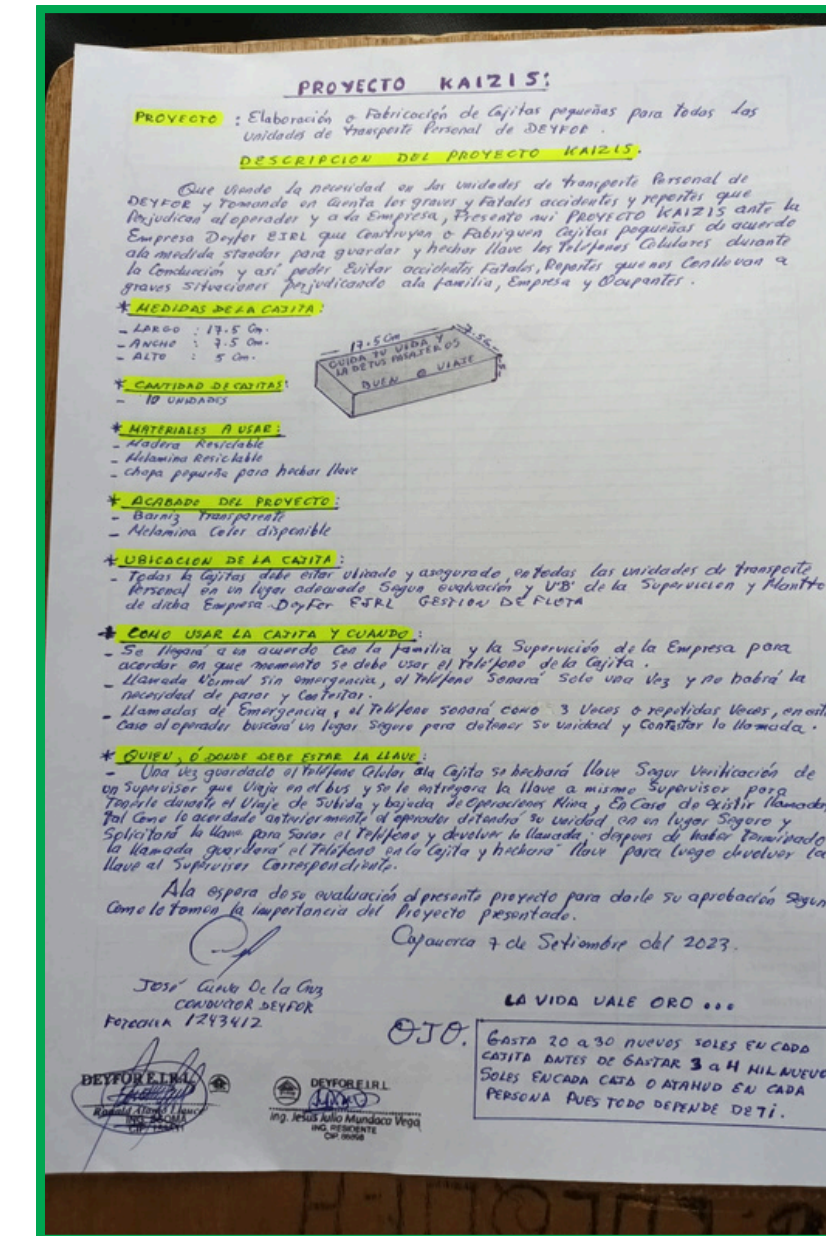 PROYECTO KAIZIS:
PROYECTO : Elaboración o Fabricación de Cajitas pequeñas para todas las
unidades de transporte Personal de DEYFOR.
DESCRIPCION DEL PROYECTO KAIZIS.
Que viendo la necesidad en las unidades de transporte Personal de
DEYFOR y Tomando en Cuenta los graves y Fatales accidentes y reportes que
Perjudican al operador y a la Empresa, Presento mi PROYECTO KAIZIS ante la
Empresa Deyfor EIRL que Construyan o Fabriquen Cajitas pequeñas de acuerdo
ala medida standar para guardar y hechar llave los Teléfonos Celulares durante
la Conducción y así poder Evitar accidentes Fatales, Reportes que nos Conllevan a
graves situaciones perjudicando ala familia, Empresa y Ocupantes.
* MEDIDAS DE LA CAJITA:
- LARGO : 17.5 Cm.
- ANCHO : 7.5 Cm.
- ALTO : 5 Cm.
17.5 Cm
CUIDA TU VIDA Y
LA DE TUS PASAJEROS
BUEN VIAJE
* CANTIDAD DE CAJITAS:
- 10 UNIDADES
* MATERIALES A USAR:
- Madera Resiclable
- Melamina Resiclable
- Chapa pequeña para hechar llave
* ACABADO DEL PROYECTO:
- Barniz Transparente
- Melamina Color disponible
* UBICACION DE LA CAJITA:
- Todas la Cajitas debe estar ubicado y asegurado, en todas las unidades de transporte
Personal en un lugar adecuado Segun evaluación y V°B° de la Supervicion y Mantto
de dicha Empresa Deyfor EIRL GESTION DE FLOTA
* COMO USAR LA CAJITA Y CUANDO:
- Se llegará a un acuerdo Con la familia y la Supervición de la Empresa para
acordar en que momento se debe usar el Teléfono de la Cajita.
- Llamada Normal sin emergencia, el Teléfono Sonará Solo una Vez y no habrá la
necesidad de parar y Contestar.
- Llamadas de Emergencia, el Teléfono sonará como 3 Veces o repetidas Veces, en este
Caso el operador buscará un lugar Seguro para detener Su unidad y Contestar la llamada.
* QUIEN, Ó DONDE DEBE ESTAR LA LLAVE:
- Una Vez guardado el Teléfono Celular ala Cajita se hechará llave Segun Verificación de
un Supervisor que Viaja en el bus y se le entregara la llave a mismo Supervisor para
Tenerle durante el Viaje de Subida y bajada de Operaciones Mina, En Caso de existir llamada
tal Como lo acordado anteriormente el operador detendrá su unidad en un lugar Seguro y
Solicitará la llave para Sacar el Teléfono y devolver la llamada; despues de haber Terminado
la llamada guardará el Teléfono en la Cajita y hechará llave para luego devolver la
llave al Supervisor Correspondiente.
Ala espera de su evaluación al presente proyecto para darle su aprobación Segun
Como lo tomen la importancia del Proyecto presentado.
Cajamarca 7 de Setiembre del 2023.
José Cueva De la Cruz
CONDUCTOR DEYFOR
1243412
LA VIDA VALE ORO ...
OJO.
GASTA 20 a 30 nuevos soles EN CADA
CAJITA ANTES DE GASTAR 3 a 4 MIL NUEVO
SOLES EN CADA CAJA O ATAHUD EN CADA
PERSONA PUES TODO DEPENDE DE TÍ.
DEYFOR E.I.R.L
DEYFOR E.I.R.L
Ing. Jesús Julio Mundaca Vega
ING. RESIDENTE